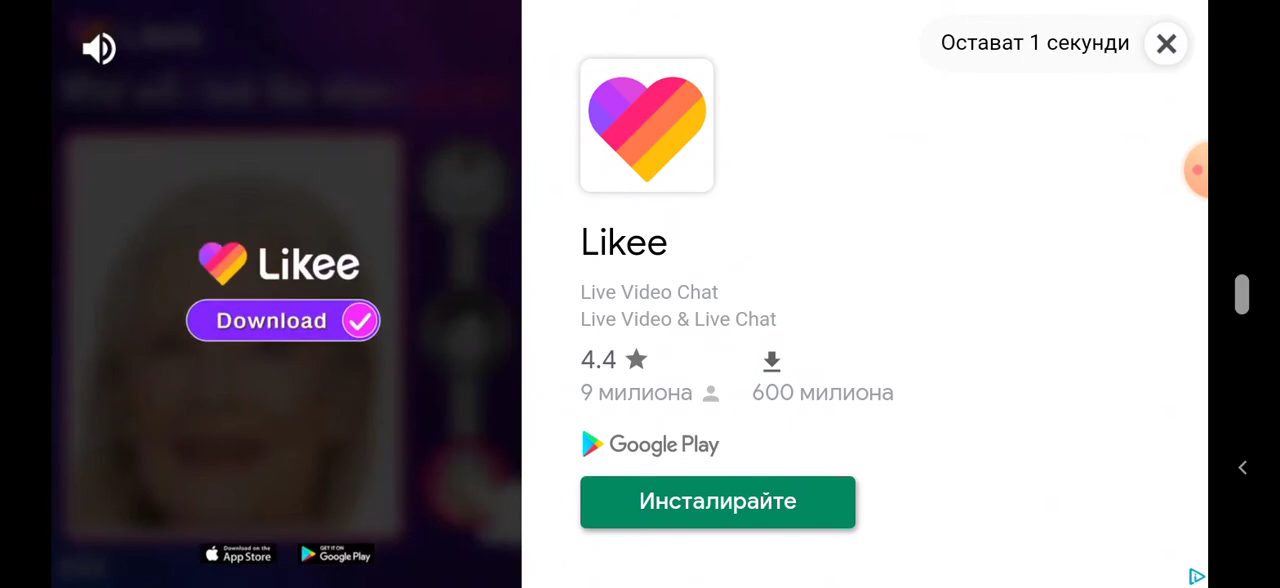 Likee
Download
Download on the
App Store
GET IT ON
Google Play
Остават 1 секунди
Likee
Live Video Chat
Live Video & Live Chat
4.4
9 милиона
600 милиона
Google Play
Инсталирайте